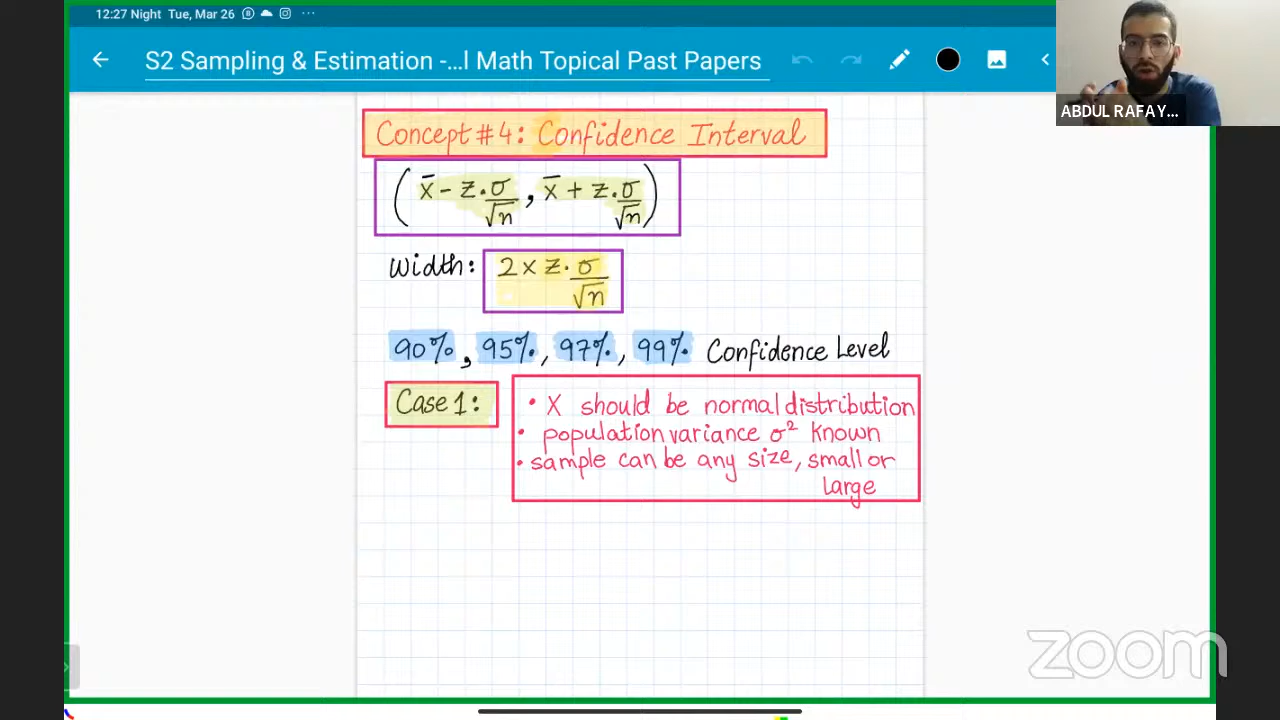 12:27 Night Tue, Mar 26 ···
S2 Sampling & Estimation -...l Math Topical Past Papers
ABDUL RAFAY...
Concept #4: Confidence Interval
(x̄ - z.σ/√n, x̄ + z.σ/√n)
Width: 2 x z.σ/√n
90%, 95%, 97%, 99% Confidence Level
Case 1:
• X should be normal distribution
• population variance σ² known
• sample can be any size, small or
large
zoom